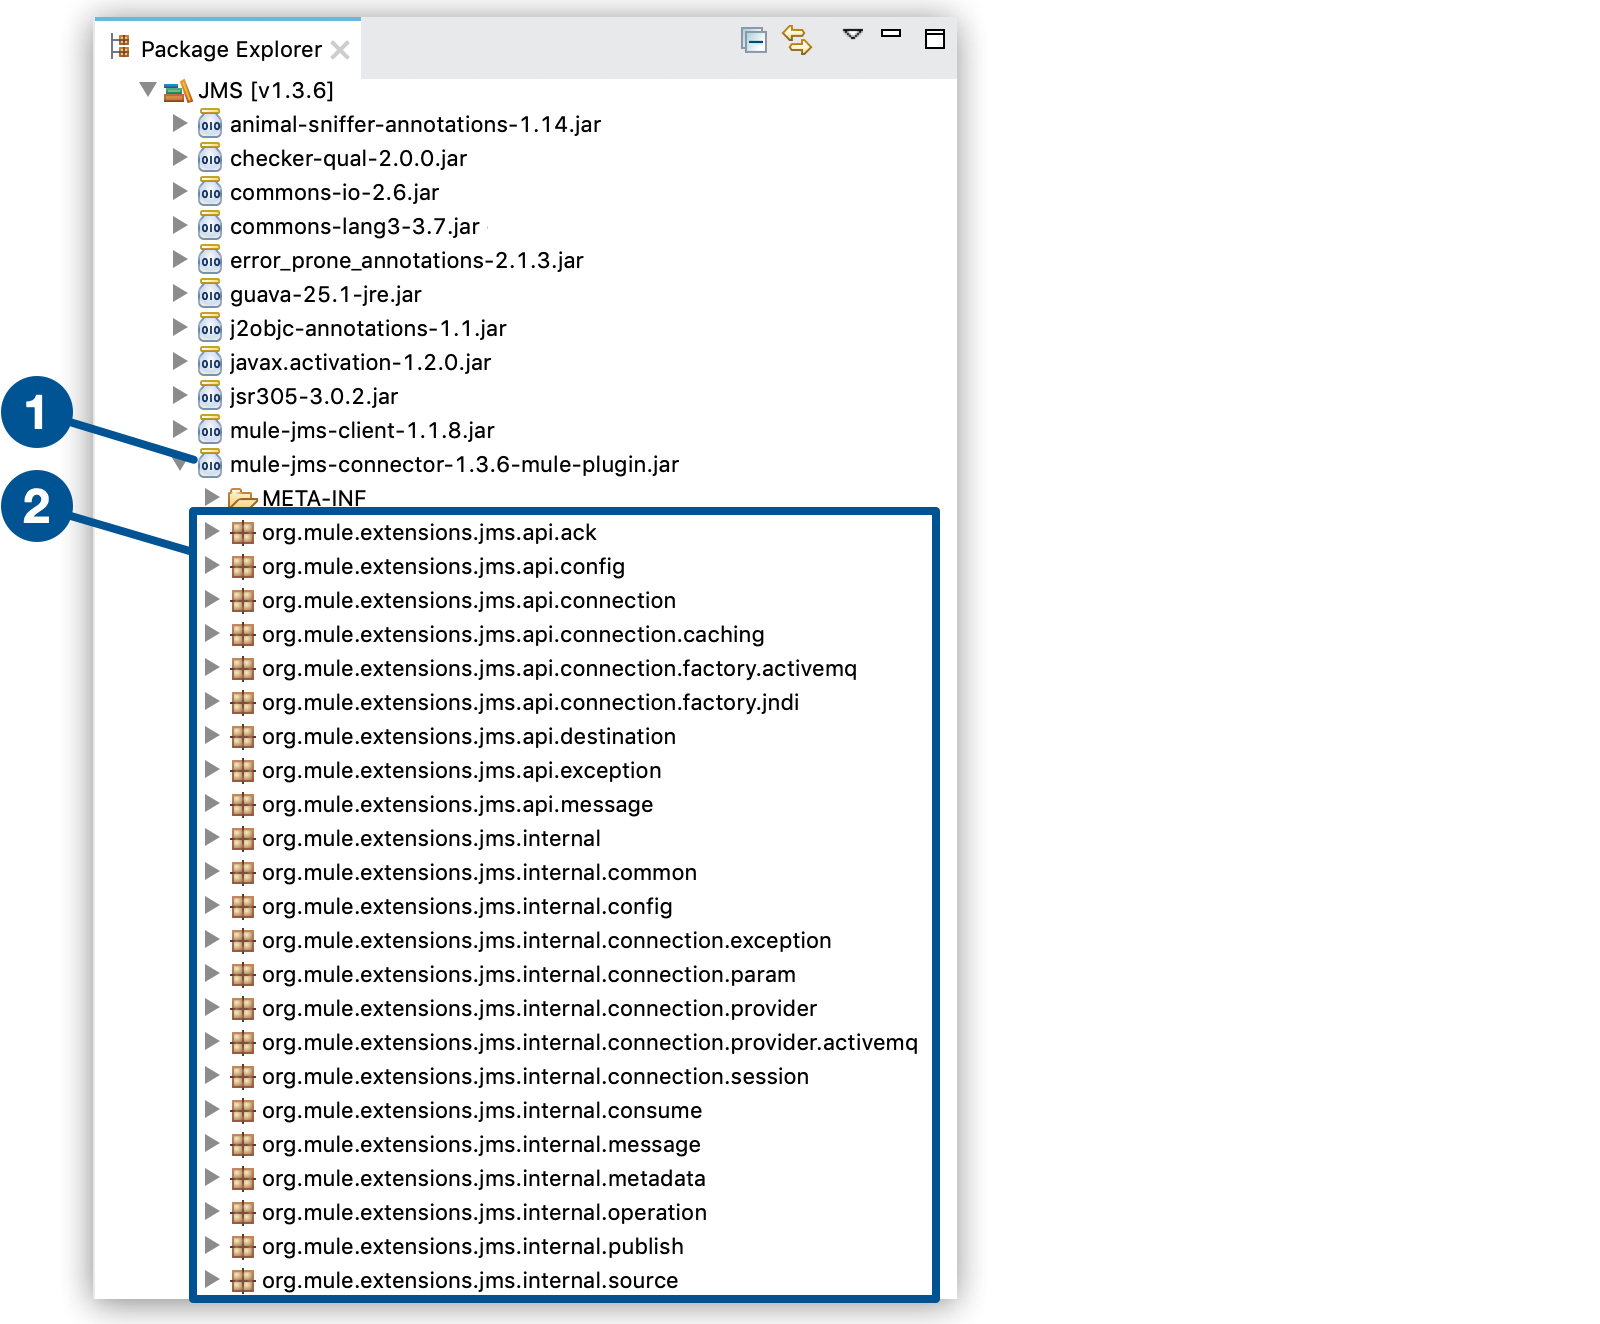 Package Explorer
JMS [v1.3.6]
animal-sniffer-annotations-1.14.jar
checker-qual-2.0.0.jar
commons-io-2.6.jar
commons-lang3-3.7.jar
error_prone_annotations-2.1.3.jar
guava-25.1-jre.jar
j2objc-annotations-1.1.jar
javax.activation-1.2.0.jar
jsr305-3.0.2.jar
1
mule-jms-client-1.1.8.jar
mule-jms-connector-1.3.6-mule-plugin.jar
2
META-INF
org.mule.extensions.jms.api.ack
org.mule.extensions.jms.api.config
org.mule.extensions.jms.api.connection
org.mule.extensions.jms.api.connection.caching
org.mule.extensions.jms.api.connection.factory.activemq
org.mule.extensions.jms.api.connection.factory.jndi
org.mule.extensions.jms.api.destination
org.mule.extensions.jms.api.exception
org.mule.extensions.jms.api.message
org.mule.extensions.jms.internal
org.mule.extensions.jms.internal.common
org.mule.extensions.jms.internal.config
org.mule.extensions.jms.internal.connection.exception
org.mule.extensions.jms.internal.connection.param
org.mule.extensions.jms.internal.connection.provider
org.mule.extensions.jms.internal.connection.provider.activemq
org.mule.extensions.jms.internal.connection.session
org.mule.extensions.jms.internal.consume
org.mule.extensions.jms.internal.message
org.mule.extensions.jms.internal.metadata
org.mule.extensions.jms.internal.operation
org.mule.extensions.jms.internal.publish
org.mule.extensions.jms.internal.source